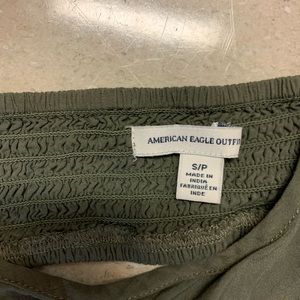 AMERICAN EAGLE OUTFI
S/P
MADE IN
INDIA
FABRIQUÉ EN
INDE